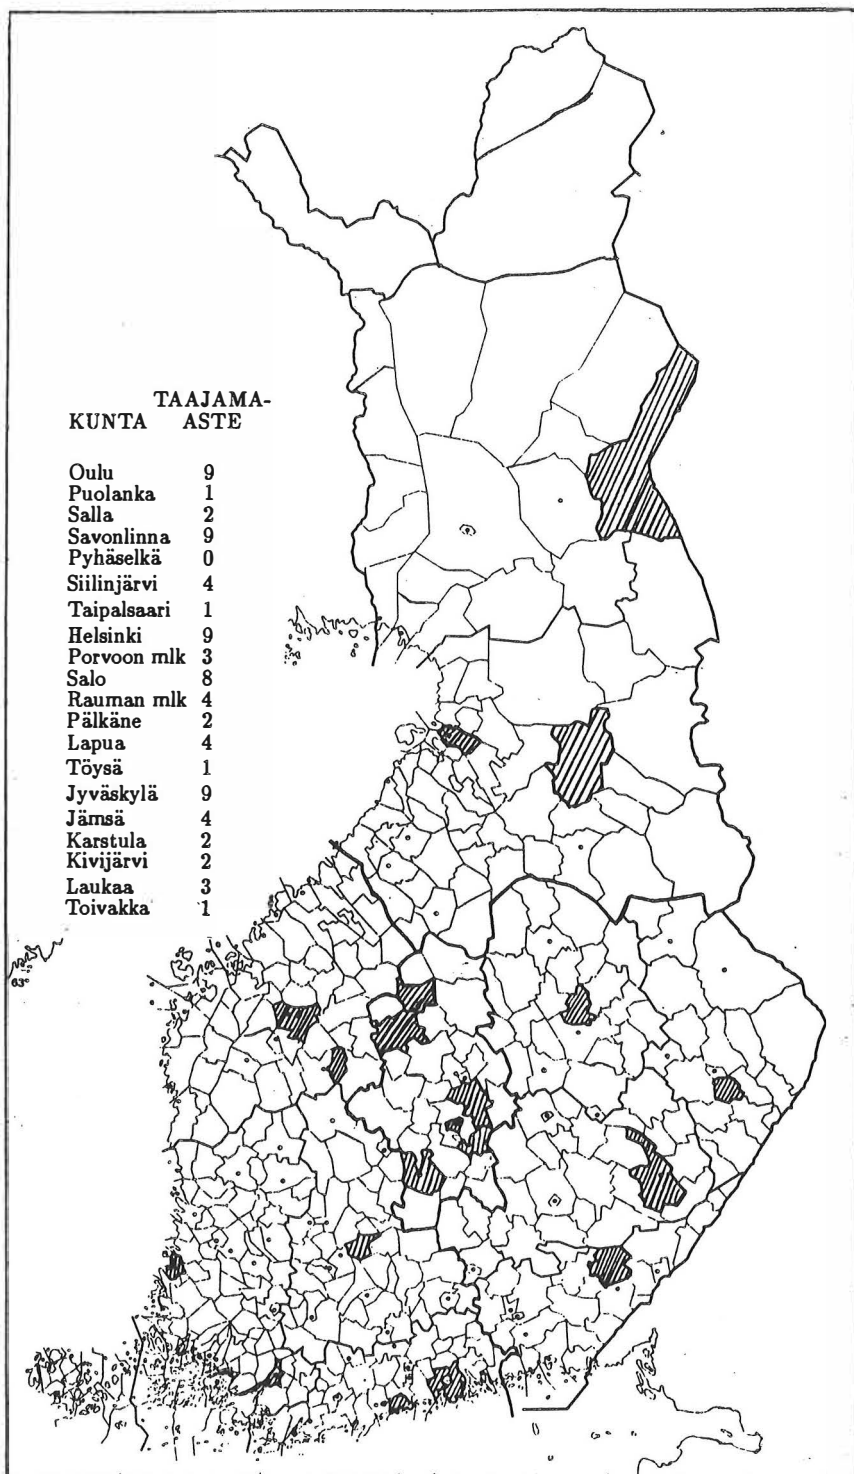 TAAJAMA-
KUNTA ASTE
Oulu 9
Puolanka 1
Salla 2
Savonlinna 9
Pyhäselkä 0
Siilinjärvi 4
Taipalsaari 1
Helsinki 9
Porvoon mlk 3
Salo 8
Rauman mlk 4
Pälkäne 2
Lapua 4
Töysä 1
Jyväskylä 9
Jämsä 4
Karstula 2
Kivijärvi 2
Laukaa 3
Toivakka 1
63°